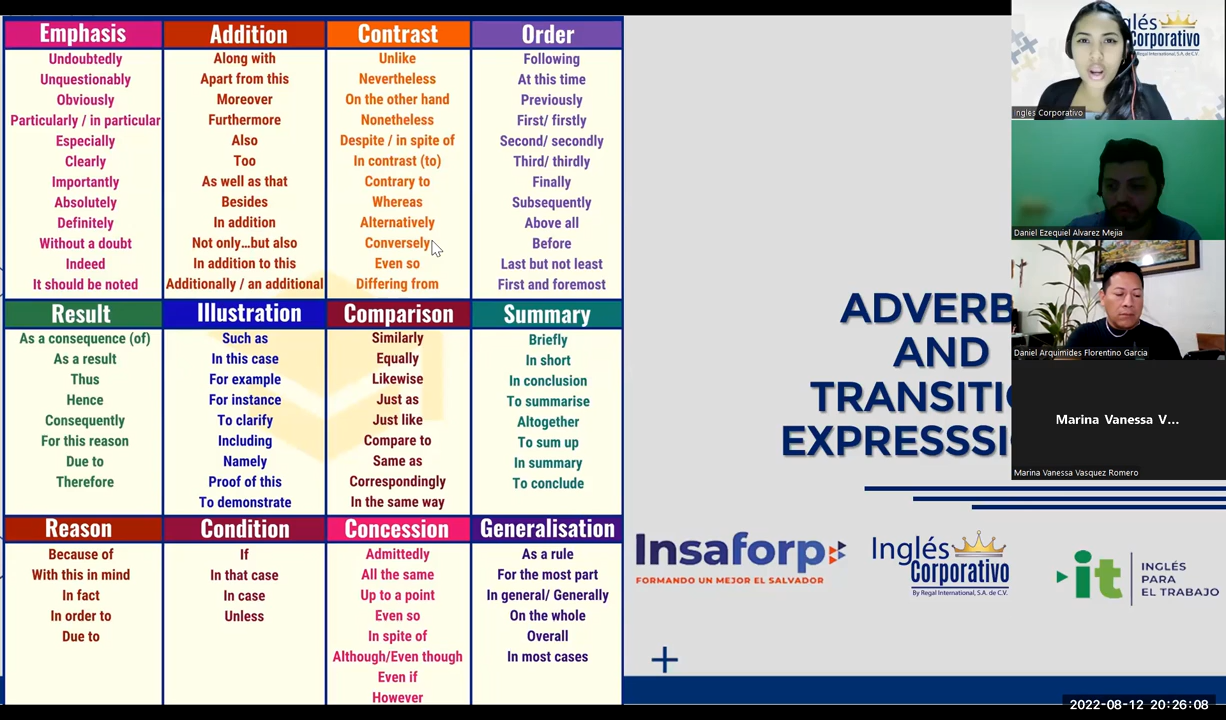 Emphasis
Undoubtedly
Unquestionably
Obviously
Particularly / in particular
Especially
Clearly
Importantly
Absolutely
Definitely
Without a doubt
Indeed
It should be noted
Addition
Along with
Apart from this
Moreover
Furthermore
Also
Too
As well as that
Besides
In addition
Not only...but also
In addition to this
Additionally / an additional
Contrast
Unlike
Nevertheless
On the other hand
Nonetheless
Despite / in spite of
In contrast (to)
Contrary to
Whereas
Alternatively
Conversely
Even so
Differing from
Order
Following
At this time
Previously
First/ firstly
Second/ secondly
Third/ thirdly
Finally
Subsequently
Above all
Before
Last but not least
First and foremost
Result
As a consequence (of)
As a result
Thus
Hence
Consequently
For this reason
Due to
Therefore
Illustration
Such as
In this case
For example
For instance
To clarify
Including
Namely
Proof of this
To demonstrate
Comparison
Similarly
Equally
Likewise
Just as
Just like
Compare to
Same as
Correspondingly
In the same way
Summary
Briefly
In short
In conclusion
To summarise
Altogether
To sum up
In summary
To conclude
Reason
Because of
With this in mind
In fact
In order to
Due to
Condition
If
In that case
In case
Unless
Concession
Admittedly
All the same
Up to a point
Even so
In spite of
Although/Even though
Even if
However
Generalisation
As a rule
For the most part
In general/ Generally
On the whole
Overall
In most cases
ADVERB
AND
TRANSITIO
EXPRESSSI
Insaforp
FORMANDO UN MEJOR EL SALVADOR
Inglés
Corporativo
By Regal International, S.A. de C.V.
it
INGLÉS
PARA
EL TRABAJO
glés
Corporativo
Ingles Corporativo
Daniel Ezequiel Alvarez Mejia
Daniel Arquimides Florentino Garcia
Marina Vanessa V...
Marina Vanessa Vasquez Romero
2022-08-12 20:26:08